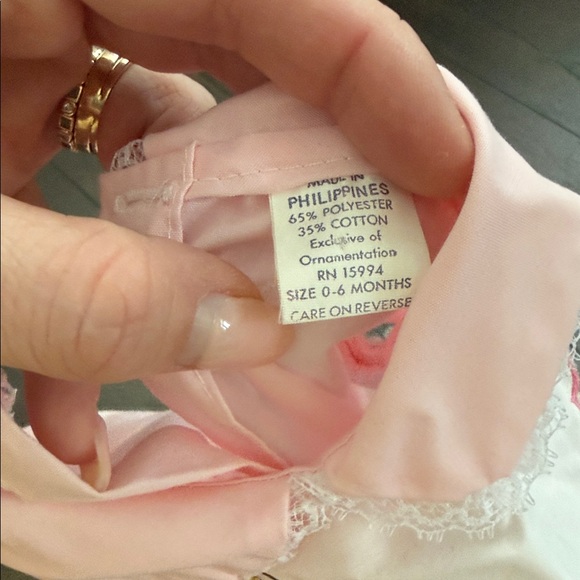 MADE IN
PHILIPPINES
65% POLYESTER
35% COTTON
Exclusive of
Ornamentation
RN 15994
SIZE 0-6 MONTHS
CARE ON REVERSE